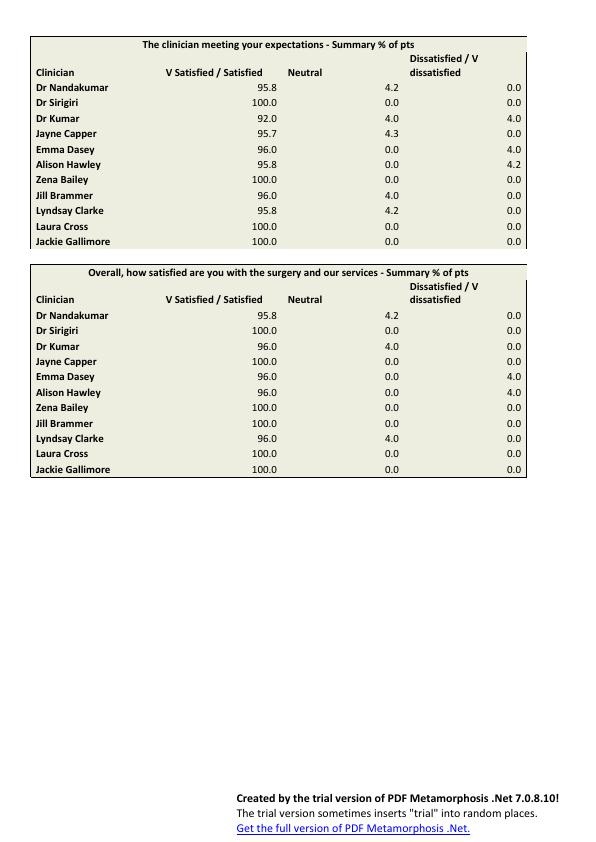 The clinician meeting your expectations - Summary % of pts
Dissatisfied / V
Clinician V Satisfied / Satisfied Neutral dissatisfied
Dr Nandakumar 95.8 4.2 0.0
Dr Sirigiri 100.0 0.0 0.0
Dr Kumar 92.0 4.0 4.0
Jayne Capper 95.7 4.3 0.0
Emma Dasey 96.0 0.0 4.0
Alison Hawley 95.8 0.0 4.2
Zena Bailey 100.0 0.0 0.0
Jill Brammer 96.0 4.0 0.0
Lyndsay Clarke 95.8 4.2 0.0
Laura Cross 100.0 0.0 0.0
Jackie Gallimore 100.0 0.0 0.0
Overall, how satisfied are you with the surgery and our services - Summary % of pts
Dissatisfied / V
Clinician V Satisfied / Satisfied Neutral dissatisfied
Dr Nandakumar 95.8 4.2 0.0
Dr Sirigiri 100.0 0.0 0.0
Dr Kumar 96.0 4.0 0.0
Jayne Capper 100.0 0.0 0.0
Emma Dasey 96.0 0.0 4.0
Alison Hawley 96.0 0.0 4.0
Zena Bailey 100.0 0.0 0.0
Jill Brammer 100.0 0.0 0.0
Lyndsay Clarke 96.0 4.0 0.0
Laura Cross 100.0 0.0 0.0
Jackie Gallimore 100.0 0.0 0.0
Created by the trial version of PDF Metamorphosis .Net 7.0.8.10!
The trial version sometimes inserts "trial" into random places.
Get the full version of PDF Metamorphosis .Net.